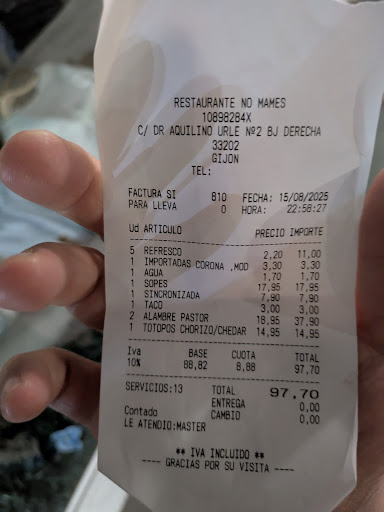 RESTAURANTE NO MAMES
10898284X
C/ DR AQUILINO URLE Nº2 BJ DERECHA
33202
GIJON
TEL:
FACTURA SI 810 FECHA: 15/08/2025
PARA LLEVA 0 HORA: 22:58:27
Ud ARTICULO PRECIO IMPORTE
5 REFRESCO 2,20 11,00
1 IMPORTADAS CORONA ,MOD 3,30 3,30
1 AGUA 1,70 1,70
1 SOPES 17,95 17,95
1 SINCRONIZADA 7,90 7,90
1 TACO 3,00 3,00
2 ALAMBRE PASTOR 18,95 37,90
1 TOTOPOS CHORIZO/CHEDAR 14,95 14,95
Iva BASE CUOTA TOTAL
10% 88,82 8,88 97,70
SERVICIOS:13 TOTAL 97,70
ENTREGA 0,00
Contado CAMBIO 0,00
LE ATENDIO:MASTER
** IVA INCLUIDO **
---- GRACIAS POR SU VISITA ----